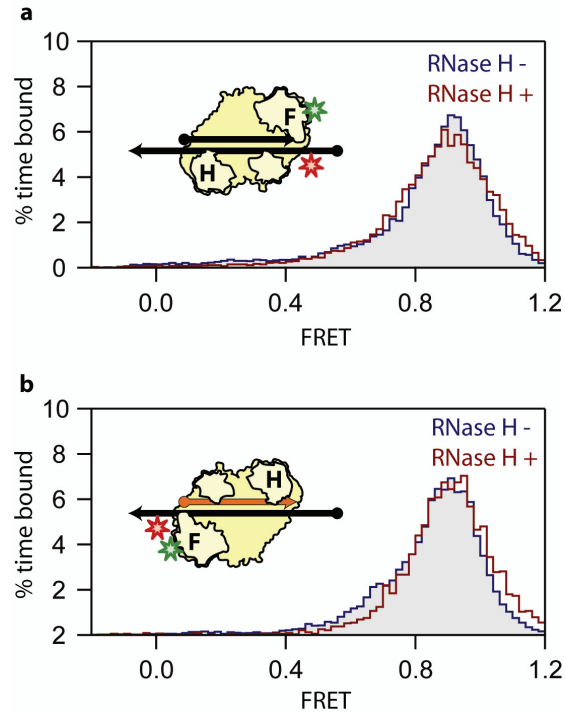 a
10
8
6
4
2
0
% time bound
RNase H -
RNase H +
F
H
0.0
0.4
0.8
1.2
FRET
b
10
8
6
4
2
2
% time bound
RNase H -
RNase H +
H
F
0.0
0.4
0.8
1.2
FRET